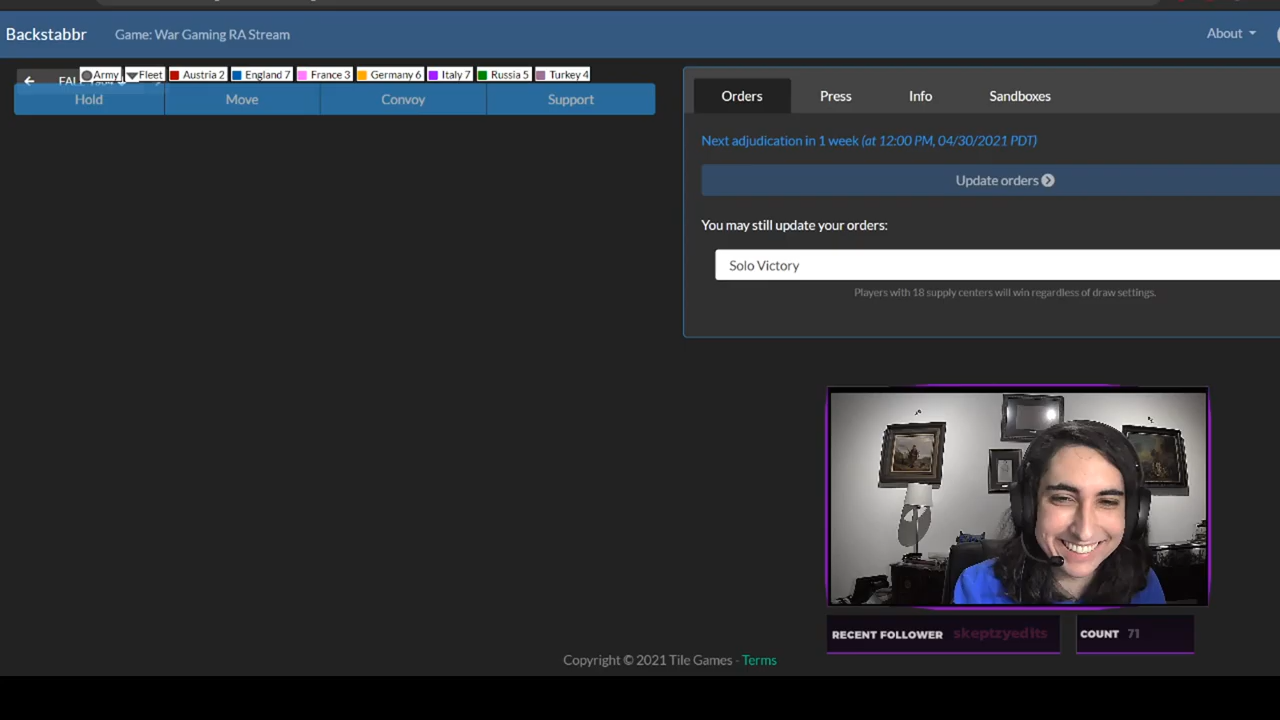 Backstabbr
Game: War Gaming RA Stream
About
Army
Fleet
Austria 2
England 7
France 3
Germany 6
Italy 7
Russia 5
Turkey 4
Hold
Move
Convoy
Support
Orders
Press
Info
Sandboxes
Next adjudication in 1 week (at 12:00 PM, 04/30/2021 PDT)
Update orders
You may still update your orders:
Solo Victory
Players with 18 supply centers will win regardless of draw settings.
RECENT FOLLOWER skeptzyedits
COUNT 71
Copyright © 2021 Tile Games - Terms